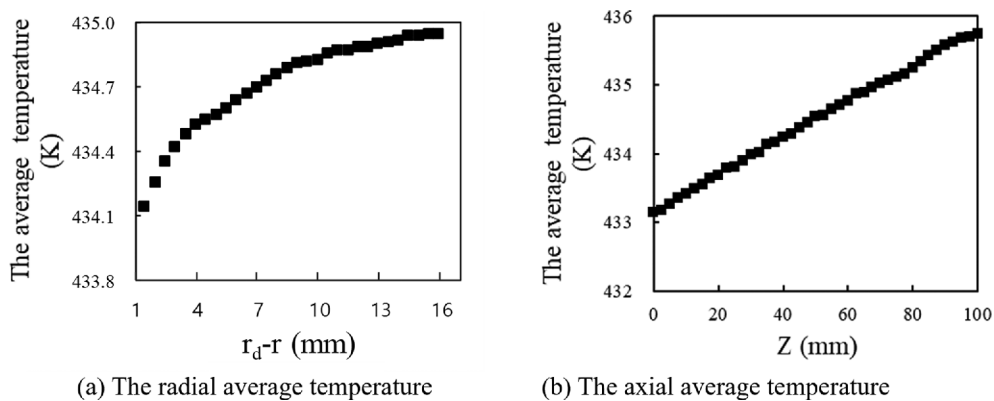 The average temperature
(K)
435.0
434.7
434.4
434.1
433.8
1 4 7 10 13 16
r_d-r (mm)
(a) The radial average temperature
The average temperature
(K)
436
435
434
433
432
0 20 40 60 80 100
Z (mm)
(b) The axial average temperature